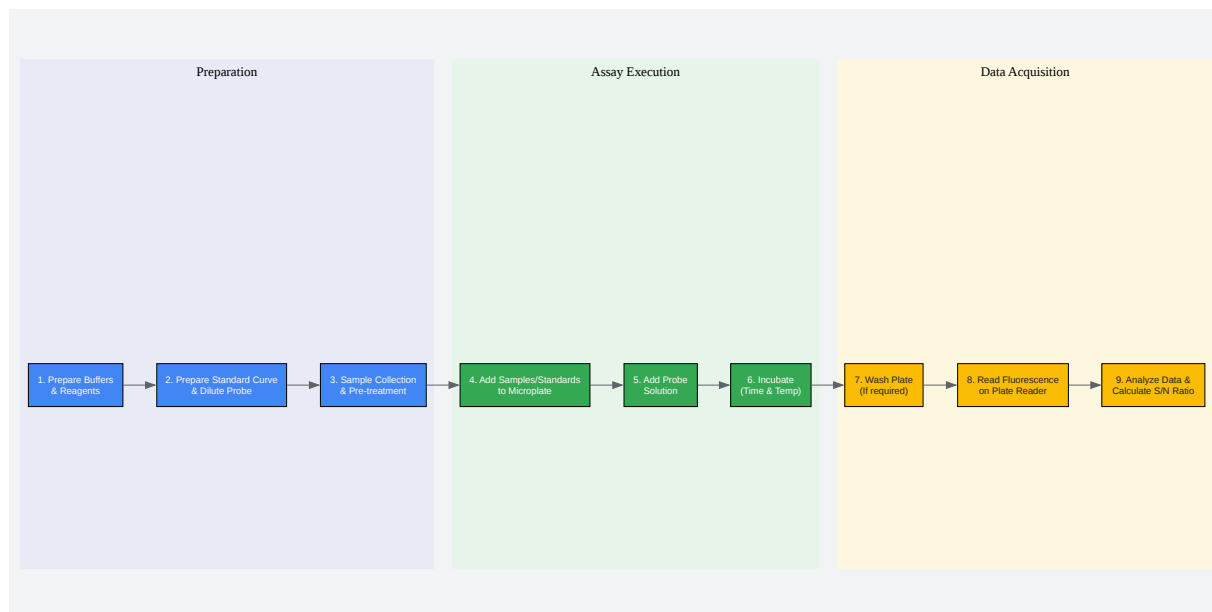 Preparation
Assay Execution
Data Acquisition
1. Prepare Buffers
& Reagents
2. Prepare Standard Curve
& Dilute Probe
3. Sample Collection
& Pre-treatment
4. Add Samples/Standards
to Microplate
5. Add Probe
Solution
6. Incubate
(Time & Temp)
7. Wash Plate
(If required)
8. Read Fluorescence
on Plate Reader
9. Analyze Data &
Calculate S/N Ratio